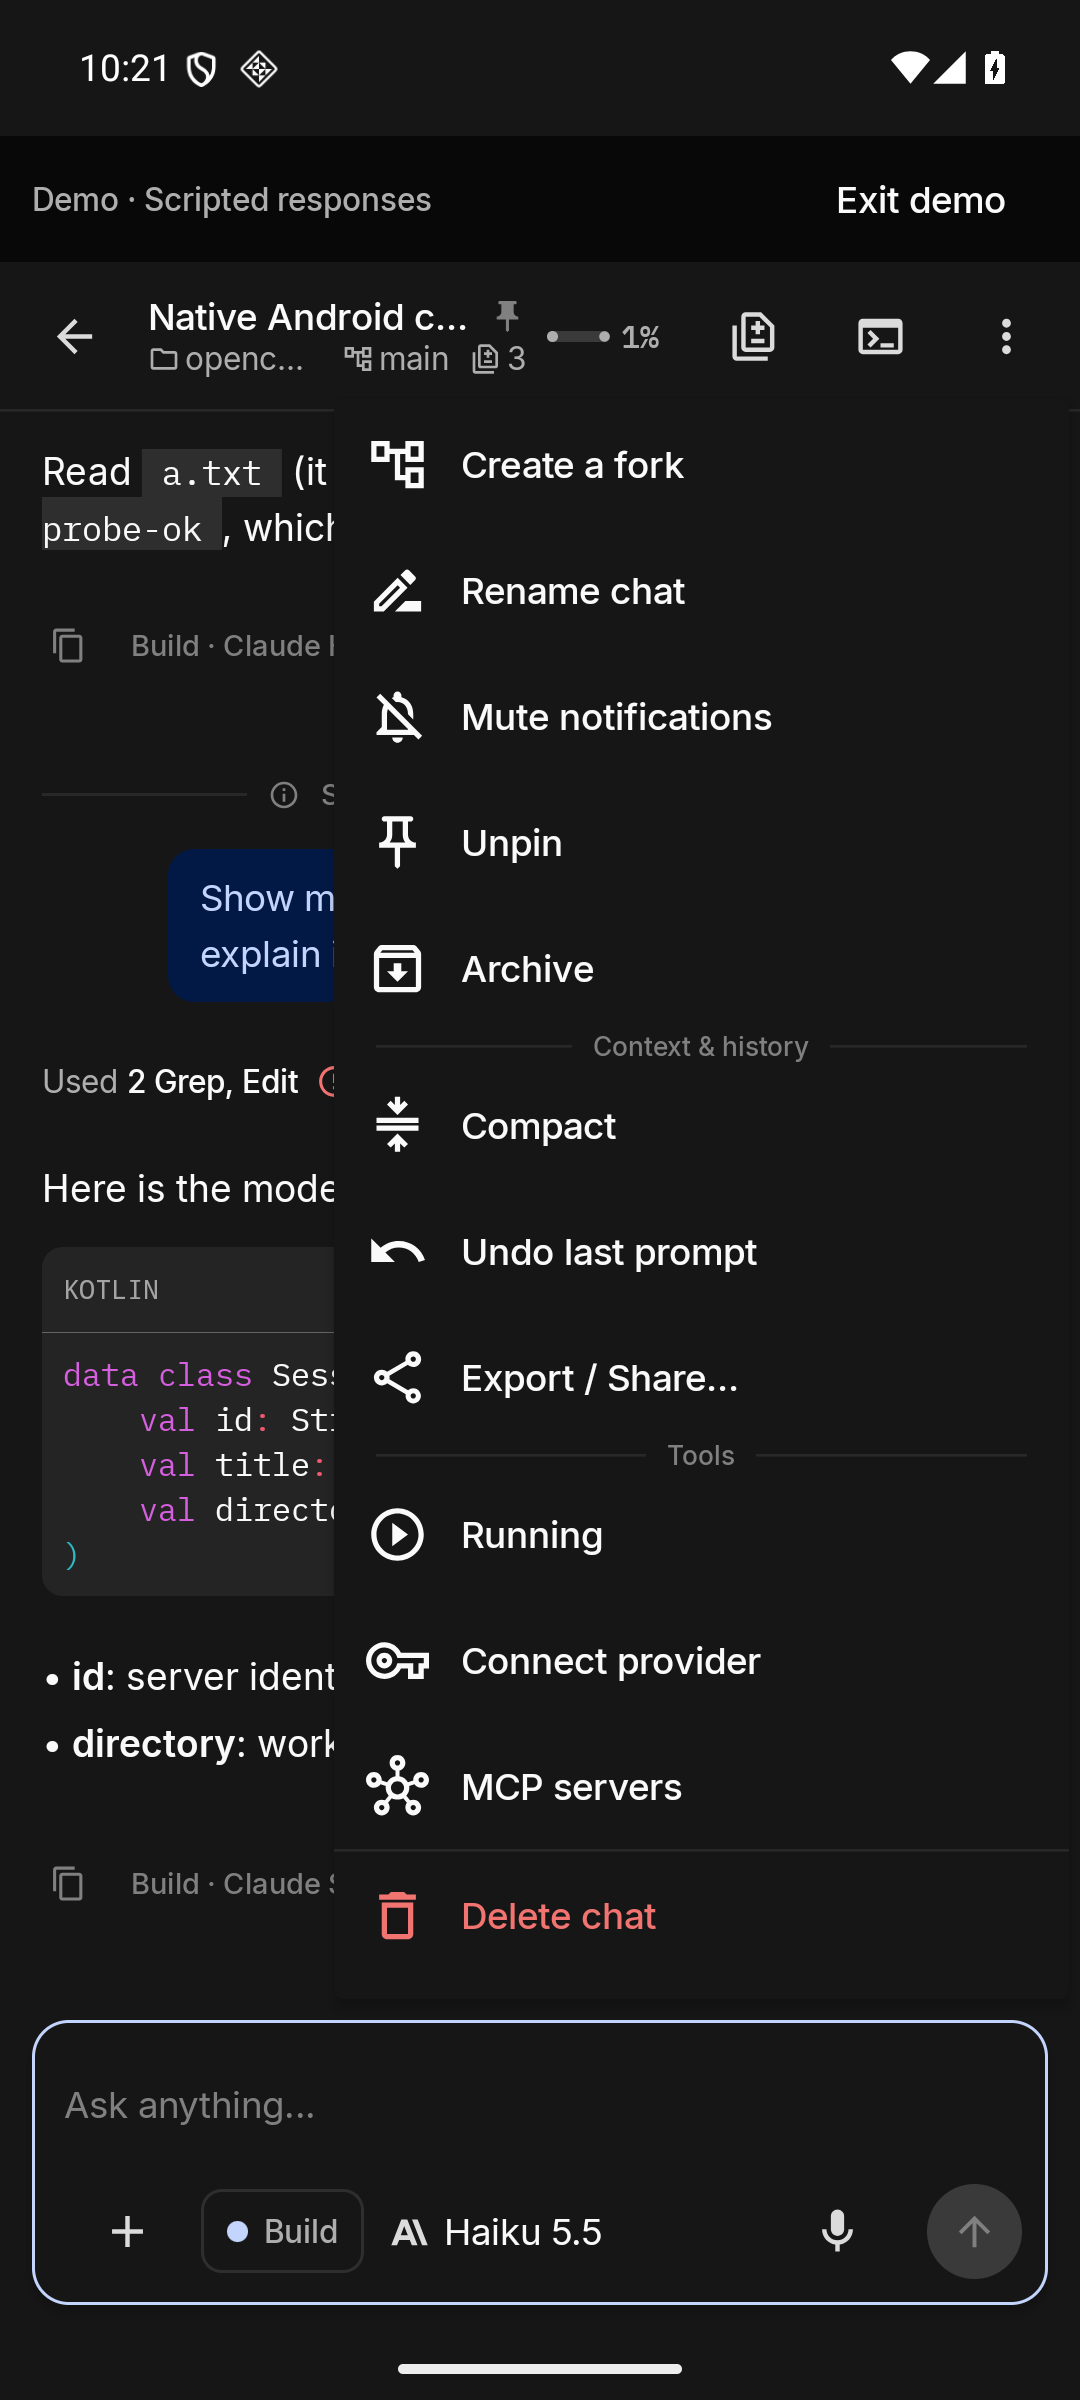 10:21
Demo · Scripted responses
Exit demo
Native Android c...
1%
openc...
main
3
Read a.txt (it
probe-ok , which
Build · Claude
Show m
explain
Used 2 Grep, Edit
Here is the mode
KOTLIN
data class Sess
val id: Str
val title:
val directo
)
• id: server ident
• directory: work
Build · Claude S
Create a fork
Rename chat
Mute notifications
Unpin
Archive
Context & history
Compact
Undo last prompt
Export / Share...
Tools
Running
Connect provider
MCP servers
Delete chat
Ask anything...
Build
Haiku 5.5